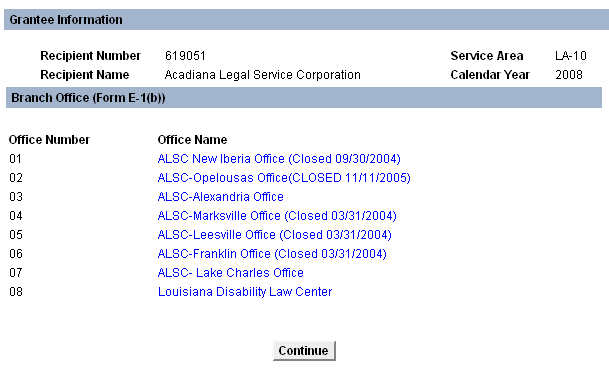 Grantee Information
Recipient Number 619051 Service Area LA-10
Recipient Name Acadiana Legal Service Corporation Calendar Year 2008
Branch Office (Form E-1(b))
Office Number Office Name
01 ALSC New Iberia Office (Closed 09/30/2004)
02 ALSC-Opelousas Office(CLOSED 11/11/2005)
03 ALSC-Alexandria Office
04 ALSC-Marksville Office (Closed 03/31/2004)
05 ALSC-Leesville Office (Closed 03/31/2004)
06 ALSC-Franklin Office (Closed 03/31/2004)
07 ALSC- Lake Charles Office
08 Louisiana Disability Law Center
Continue